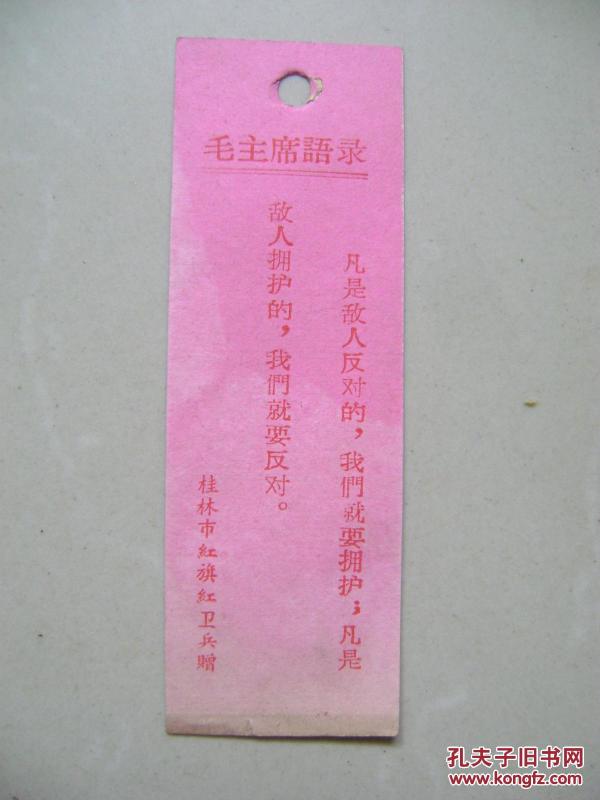 毛主席語录
凡是敌人反对的，我們就要拥护；凡是
敌人拥护的，我們就要反对。
桂林市紅旗紅卫兵贈
孔夫子旧书网
www.kongfz.com